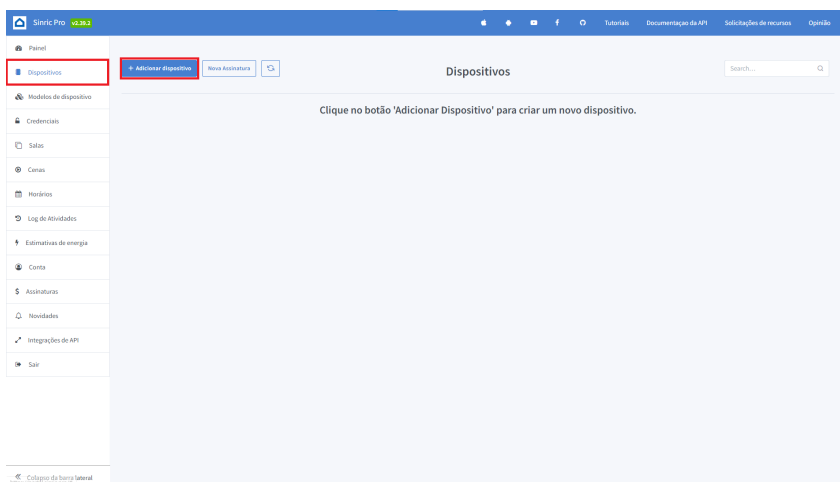 Sinric Pro v2.39.2 Tutoriais Documentaçao da API Solicitações de recursos Opinião
Painel
Dispositivos
Modelos de dispositivo
Credenciais
Salas
Cenas
Horários
Log de Atividades
Estimativas de energia
Conta
Assinaturas
Novidades
Integrações de API
Sair
Colapso da barra lateral
+ Adicionar dispositivo Nova Assinatura
Dispositivos
Search...
Clique no botão 'Adicionar Dispositivo' para criar um novo dispositivo.